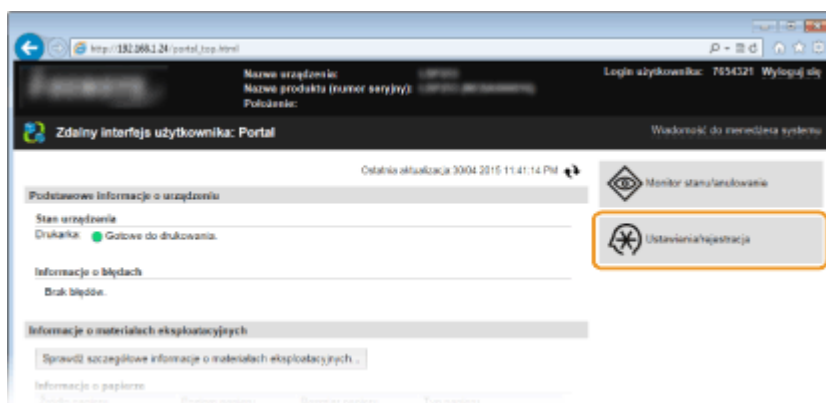 http://192.168.1.24/portal_top.html
Nazwa urządzenia:
Nazwa produktu (numer seryjny):
Położenie:
Login użytkownika: 7654321 Wyloguj się
Zdalny interfejs użytkownika: Portal
Wiadomość do menedżera systemu
Ostatnia aktualizacja 30/04 2015 11:41:14 PM
Monitor stanu/anulowanie
Podstawowe informacje o urządzeniu
Stan urządzenia
Drukarka: Gotowe do drukowania.
Ustawienia/rejestracja
Informacje o błędach
Brak błędów.
Informacje o materiałach eksploatacyjnych
Sprawdź szczegółowe informacje o materiałach eksploatacyjnych...
Informacje o papierze